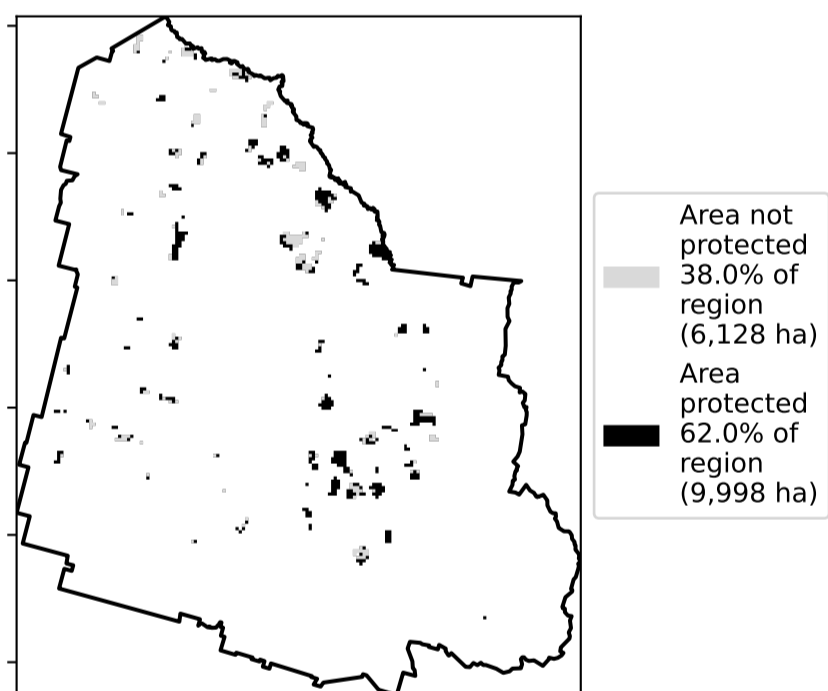 Area not
protected
38.0% of
region
(6,128 ha)
Area
protected
62.0% of
region
(9,998 ha)